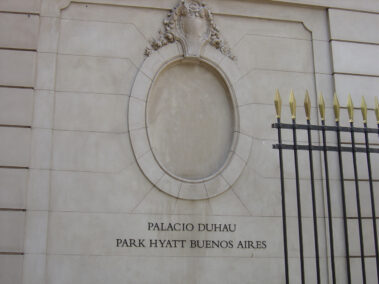 PALACIO DUHAU
PARK HYATT BUENOS AIRES